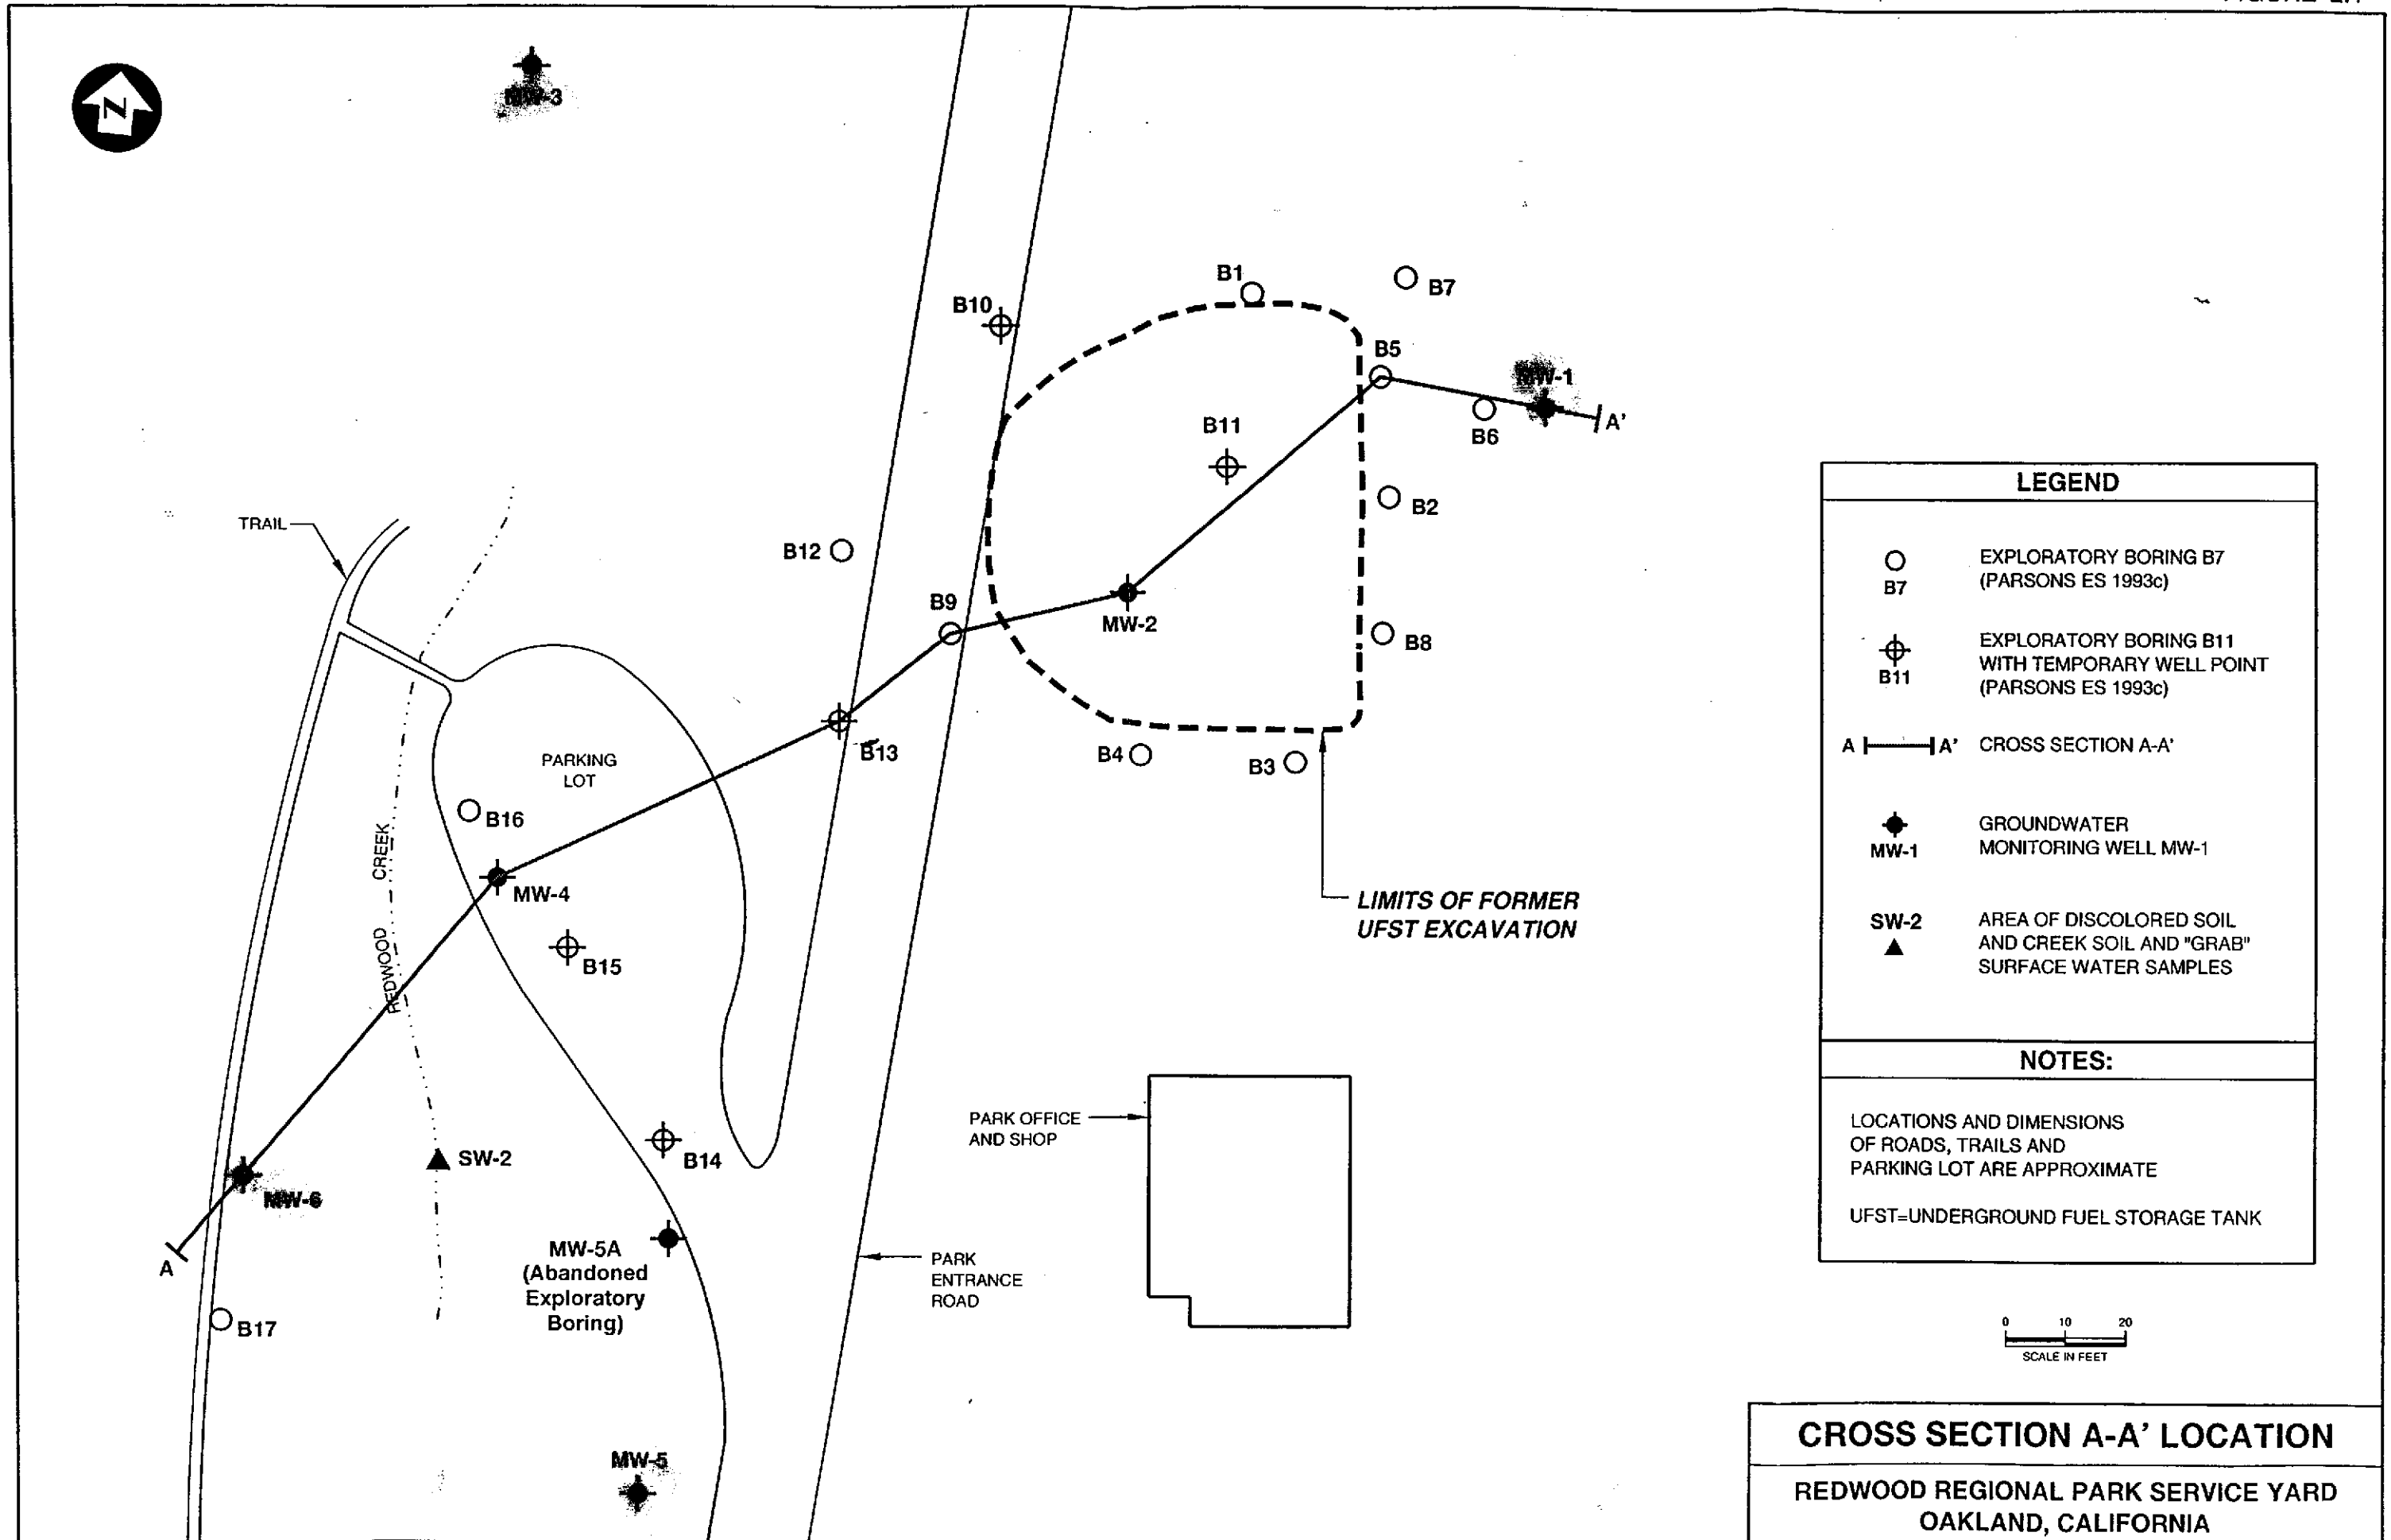 N
MW-3
B1
B7
B10
B5
MW-1
A'
B6
B11
B2
TRAIL
B12
B9
MW-2
B8
B13
B4
B3
PARKING
LOT
B16
REDWOOD CREEK
MW-4
B15
LIMITS OF FORMER
UFST EXCAVATION
PARK OFFICE
AND SHOP
B14
SW-2
MW-6
A
MW-5A
(Abandoned
Exploratory
Boring)
PARK
ENTRANCE
ROAD
B17
MW-5
LEGEND
B7
EXPLORATORY BORING B7
(PARSONS ES 1993c)
B11
EXPLORATORY BORING B11
WITH TEMPORARY WELL POINT
(PARSONS ES 1993c)
A A' CROSS SECTION A-A'
MW-1
GROUNDWATER
MONITORING WELL MW-1
SW-2
AREA OF DISCOLORED SOIL
AND CREEK SOIL AND "GRAB"
SURFACE WATER SAMPLES
NOTES:
LOCATIONS AND DIMENSIONS
OF ROADS, TRAILS AND
PARKING LOT ARE APPROXIMATE
UFST=UNDERGROUND FUEL STORAGE TANK
0 10 20
SCALE IN FEET
CROSS SECTION A-A' LOCATION
REDWOOD REGIONAL PARK SERVICE YARD
OAKLAND, CALIFORNIA